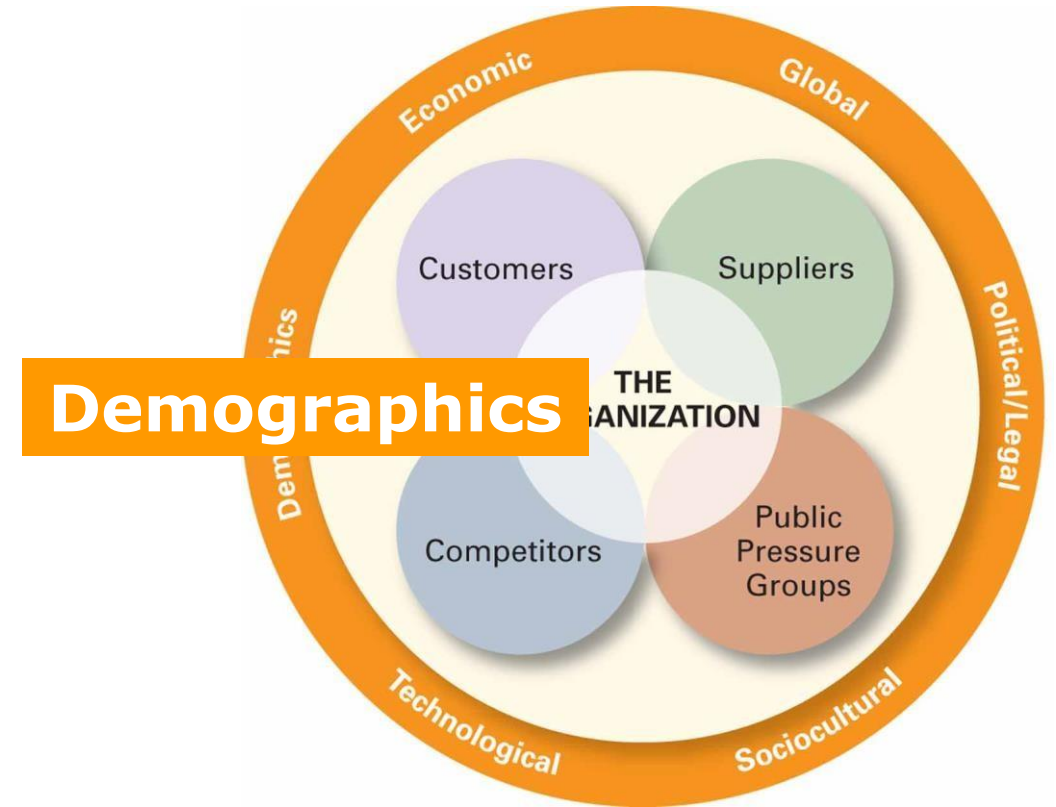 Economic
Global
Customers
Suppliers
Political/Legal
Demographics
THE
GANIZATION
Competitors
Public
Pressure
Groups
Technological
Sociocultural